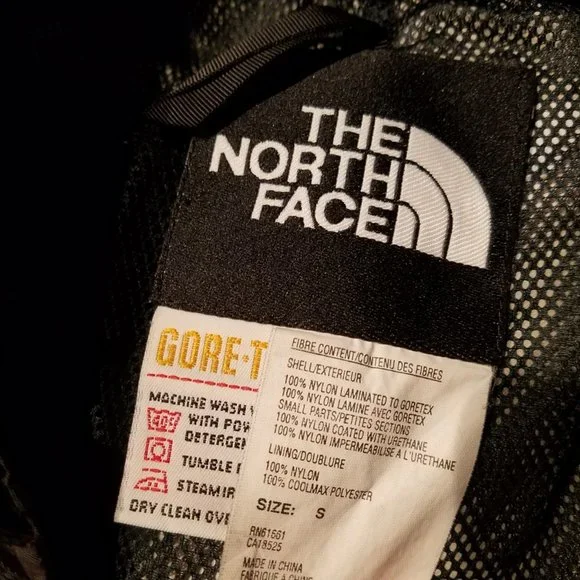 THE
NORTH
FACE
GORE-T
MACHINE WASH
WITH POW
DETERGEN
TUMBLE
STEAM IR
DRY CLEAN OVE
FIBRE CONTENT/CONTENU DES FIBRES
SHELL/EXTERIEUR
100% NYLON LAMINATED TO GORETEX
100% NYLON LAMINE AVEC GORETEX
SMALL PARTS/PETITES SECTIONS
100% NYLON COATED WITH URETHANE
100% NYLON IMPERMEABILISE A L'URETHANE
LINING/DOUBLURE
100% NYLON
100% COOLMAX POLYESTER
SIZE: S
RN61661
CA18525
MADE IN CHINA
FABRIQUE A